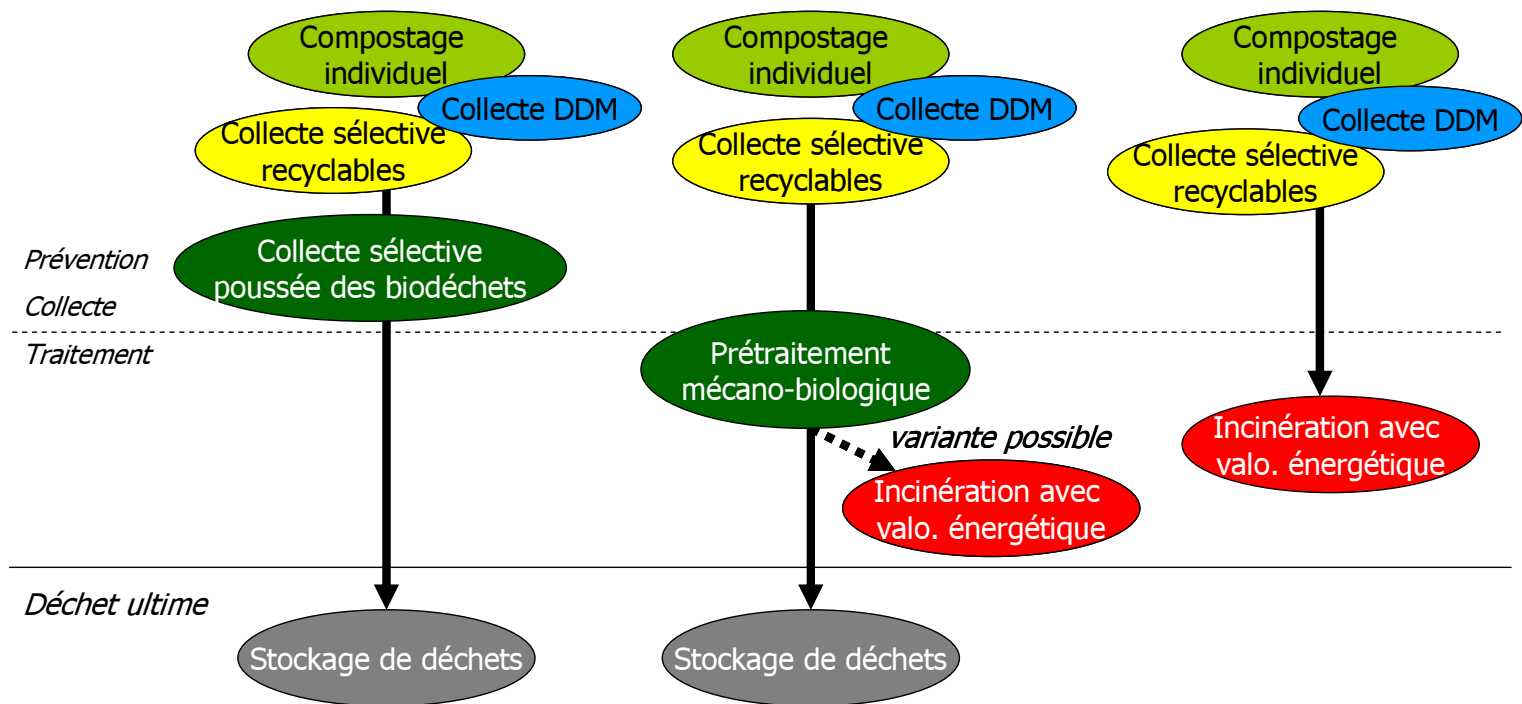 Compostage
individuel
Collecte DDM
Collecte sélective
recyclables
Collecte sélective
poussée des biodéchets
Compostage
individuel
Collecte DDM
Collecte sélective
recyclables
Compostage
individuel
Collecte DDM
Collecte sélective
recyclables
Prévention
Collecte
Traitement
Prétraitement
mécano-biologique
variante possible
Incinération avec
valo. énergétique
Incinération avec
valo. énergétique
Déchet ultime
Stockage de déchets
Stockage de déchets